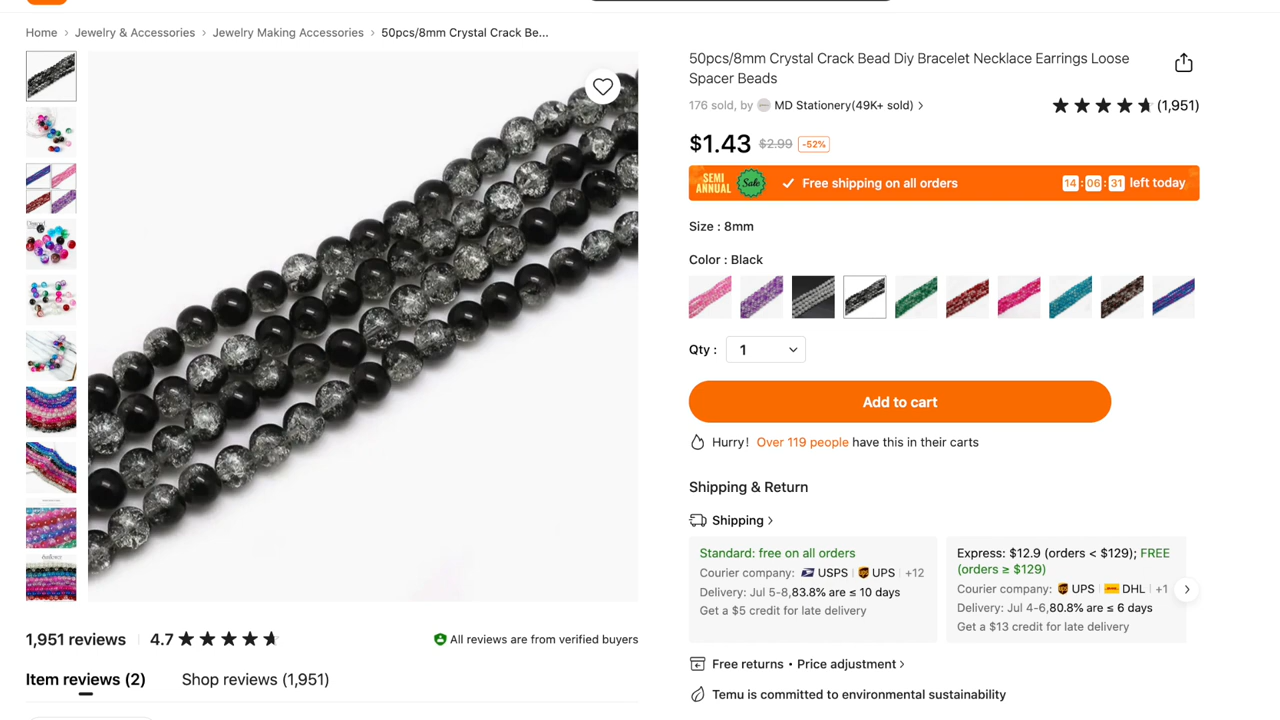 Home > Jewelry & Accessories > Jewelry Making Accessories > 50pcs/8mm Crystal Crack Be...
50pcs/8mm Crystal Crack Bead Diy Bracelet Necklace Earrings Loose
Spacer Beads
176 sold, by MD Stationery(49K+ sold) >
(1,951)
$1.43 $2.99 -52%
SEMI
ANNUAL
Sale
Free shipping on all orders
14 : 06 : 31 left today
Size : 8mm
Color : Black
Qty : 1
Add to cart
Hurry! Over 119 people have this in their carts
Shipping & Return
Shipping >
Standard: free on all orders
Courier company: USPS | UPS | +12
Delivery: Jul 5-8,83.8% are ≤ 10 days
Get a $5 credit for late delivery
Express: $12.9 (orders < $129); FREE
(orders ≥ $129)
Courier company: UPS | DHL | +1
Delivery: Jul 4-6,80.8% are ≤ 6 days
Get a $13 credit for late delivery
Free returns • Price adjustment >
Temu is committed to environmental sustainability
1,951 reviews | 4.7
All reviews are from verified buyers
Item reviews (2)
Shop reviews (1,951)